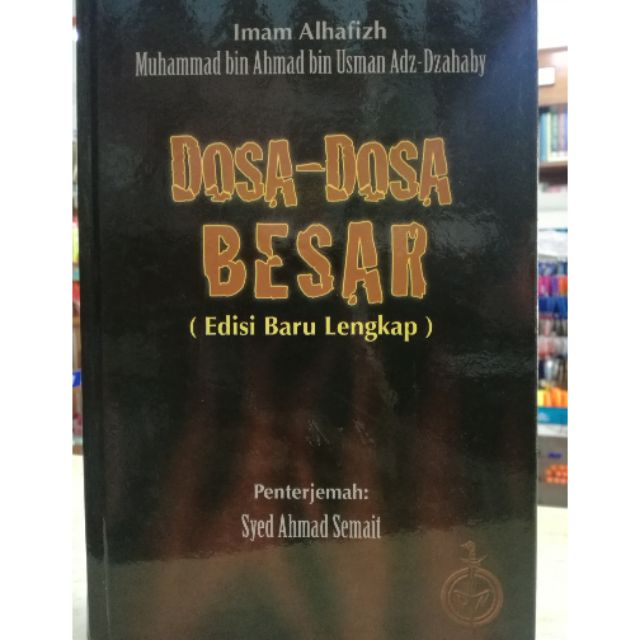 Imam Alhafizh
Muhammad bin Ahmad bin Usman Adz-Dzahaby
DOSA-DOSA
BESAR
( Edisi Baru Lengkap )
Penterjemah:
Syed Ahmad Semait